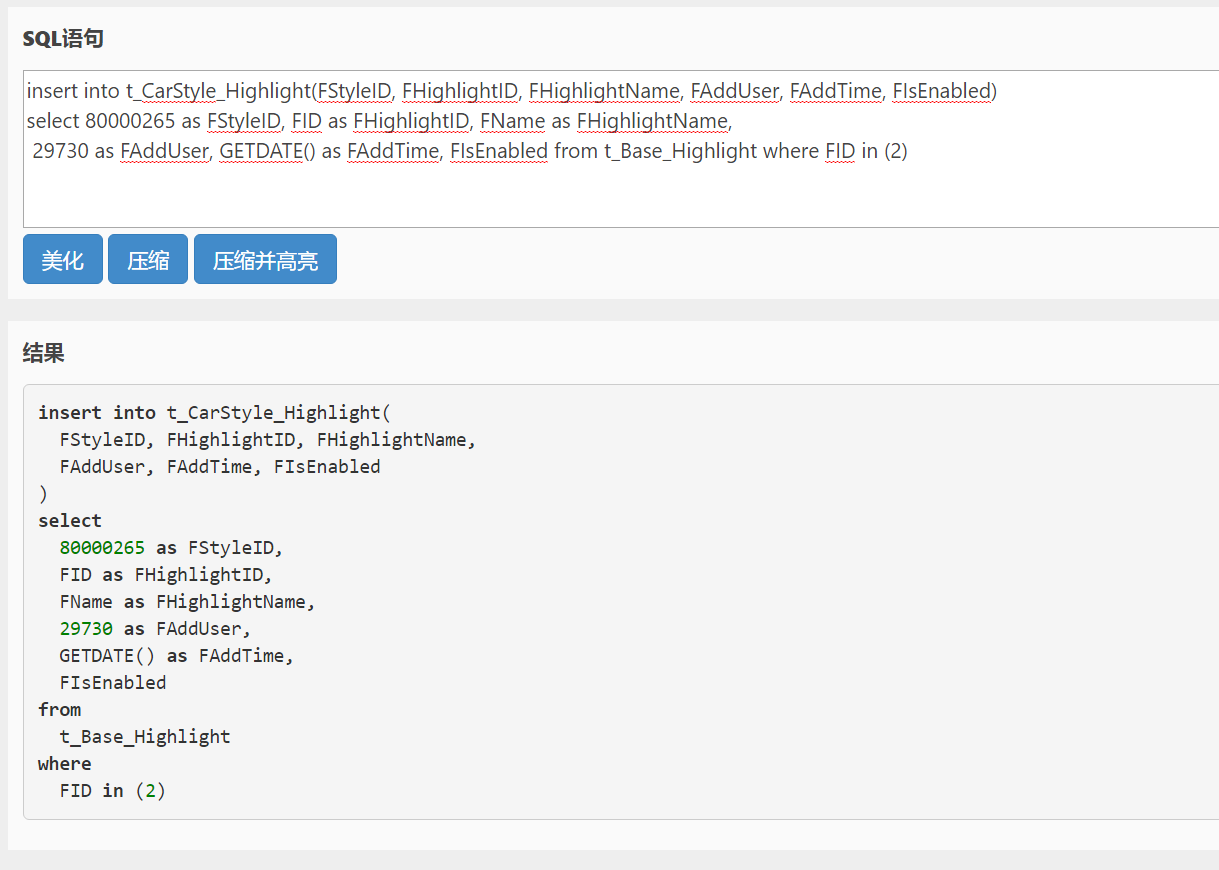 SQL语句
insert into t_CarStyle_Highlight(FStyleID, FHighlightID, FHighlightName, FAddUser, FAddTime, FIsEnabled)
select 80000265 as FStyleID, FID as FHighlightID, FName as FHighlightName,
 29730 as FAddUser, GETDATE() as FAddTime, FIsEnabled from t_Base_Highlight where FID in (2)
美化 压缩 压缩并高亮
结果
insert into t_CarStyle_Highlight(
  FStyleID, FHighlightID, FHighlightName,
  FAddUser, FAddTime, FIsEnabled
)
select
  80000265 as FStyleID,
  FID as FHighlightID,
  FName as FHighlightName,
  29730 as FAddUser,
  GETDATE() as FAddTime,
  FIsEnabled
from
  t_Base_Highlight
where
  FID in (2)